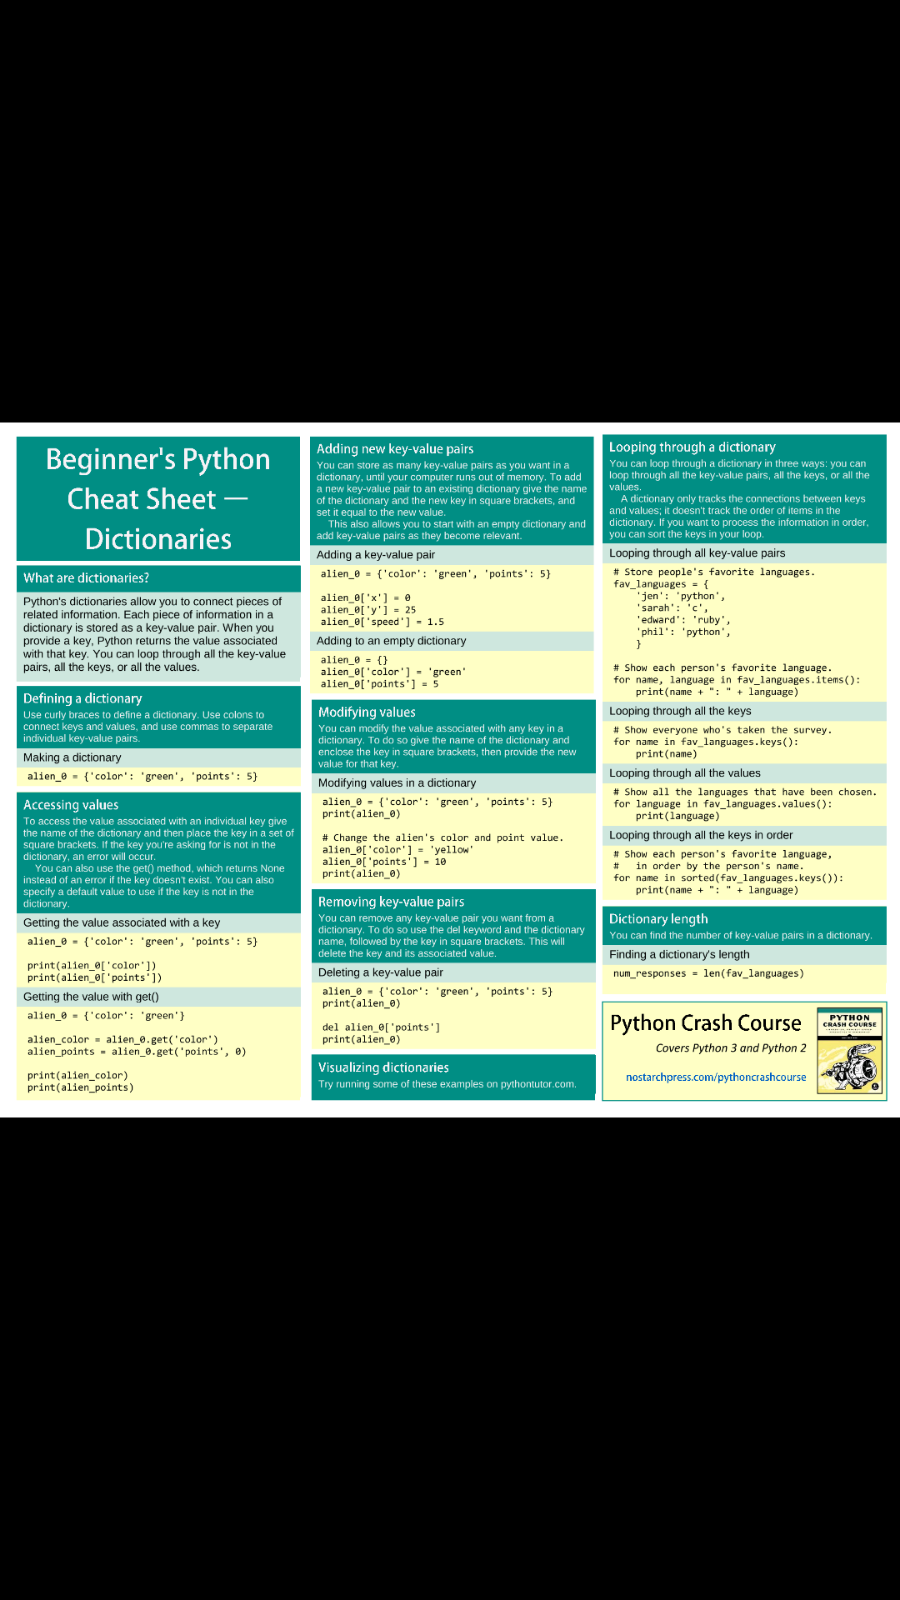 Beginner's Python
Cheat Sheet —
Dictionaries
What are dictionaries?
Python's dictionaries allow you to connect pieces of
related information. Each piece of information in a
dictionary is stored as a key-value pair. When you
provide a key, Python returns the value associated
with that key. You can loop through all the key-value
pairs, all the keys, or all the values.
Defining a dictionary
Use curly braces to define a dictionary. Use colons to
connect keys and values, and use commas to separate
individual key-value pairs.
Making a dictionary
alien_0 = {'color': 'green', 'points': 5}
Accessing values
To access the value associated with an individual key give
the name of the dictionary and then place the key in a set of
square brackets. If the key you're asking for is not in the
dictionary, an error will occur.
You can also use the get() method, which returns None
instead of an error if the key doesn't exist. You can also
specify a default value to use if the key is not in the
dictionary.
Getting the value associated with a key
alien_0 = {'color': 'green', 'points': 5}
print(alien_0['color'])
print(alien_0['points'])
Getting the value with get()
alien_0 = {'color': 'green'}
alien_color = alien_0.get('color')
alien_points = alien_0.get('points', 0)
print(alien_color)
print(alien_points)
Adding new key-value pairs
You can store as many key-value pairs as you want in a
dictionary, until your computer runs out of memory. To add
a new key-value pair to an existing dictionary give the name
of the dictionary and the new key in square brackets, and
set it equal to the new value.
This also allows you to start with an empty dictionary and
add key-value pairs as they become relevant.
Adding a key-value pair
alien_0 = {'color': 'green', 'points': 5}
alien_0['x'] = 0
alien_0['y'] = 25
alien_0['speed'] = 1.5
Adding to an empty dictionary
alien_0 = {}
alien_0['color'] = 'green'
alien_0['points'] = 5
Modifying values
You can modify the value associated with any key in a
dictionary. To do so give the name of the dictionary and
enclose the key in square brackets, then provide the new
value for that key.
Modifying values in a dictionary
alien_0 = {'color': 'green', 'points': 5}
print(alien_0)
# Change the alien's color and point value.
alien_0['color'] = 'yellow'
alien_0['points'] = 10
print(alien_0)
Removing key-value pairs
You can remove any key-value pair you want from a
dictionary. To do so use the del keyword and the dictionary
name, followed by the key in square brackets. This will
delete the key and its associated value.
Deleting a key-value pair
alien_0 = {'color': 'green', 'points': 5}
print(alien_0)
del alien_0['points']
print(alien_0)
Visualizing dictionaries
Try running some of these examples on pythontutor.com.
Looping through a dictionary
You can loop through a dictionary in three ways: you can
loop through all the key-value pairs, all the keys, or all the
values.
A dictionary only tracks the connections between keys
and values; it doesn't track the order of items in the
dictionary. If you want to process the information in order,
you can sort the keys in your loop.
Looping through all key-value pairs
# Store people's favorite languages.
fav_languages = {
'jen': 'python',
'sarah': 'c',
'edward': 'ruby',
'phil': 'python',
}
# Show each person's favorite language.
for name, language in fav_languages.items():
print(name + ": " + language)
Looping through all the keys
# Show everyone who's taken the survey.
for name in fav_languages.keys():
print(name)
Looping through all the values
# Show all the languages that have been chosen.
for language in fav_languages.values():
print(language)
Looping through all the keys in order
# Show each person's favorite language,
# in order by the person's name.
for name in sorted(fav_languages.keys()):
print(name + ": " + language)
Dictionary length
You can find the number of key-value pairs in a dictionary.
Finding a dictionary's length
num_responses = len(fav_languages)
Python Crash Course
Covers Python 3 and Python 2
nostarchpress.com/pythoncrashcourse
PYTHON
CRASH COURSE